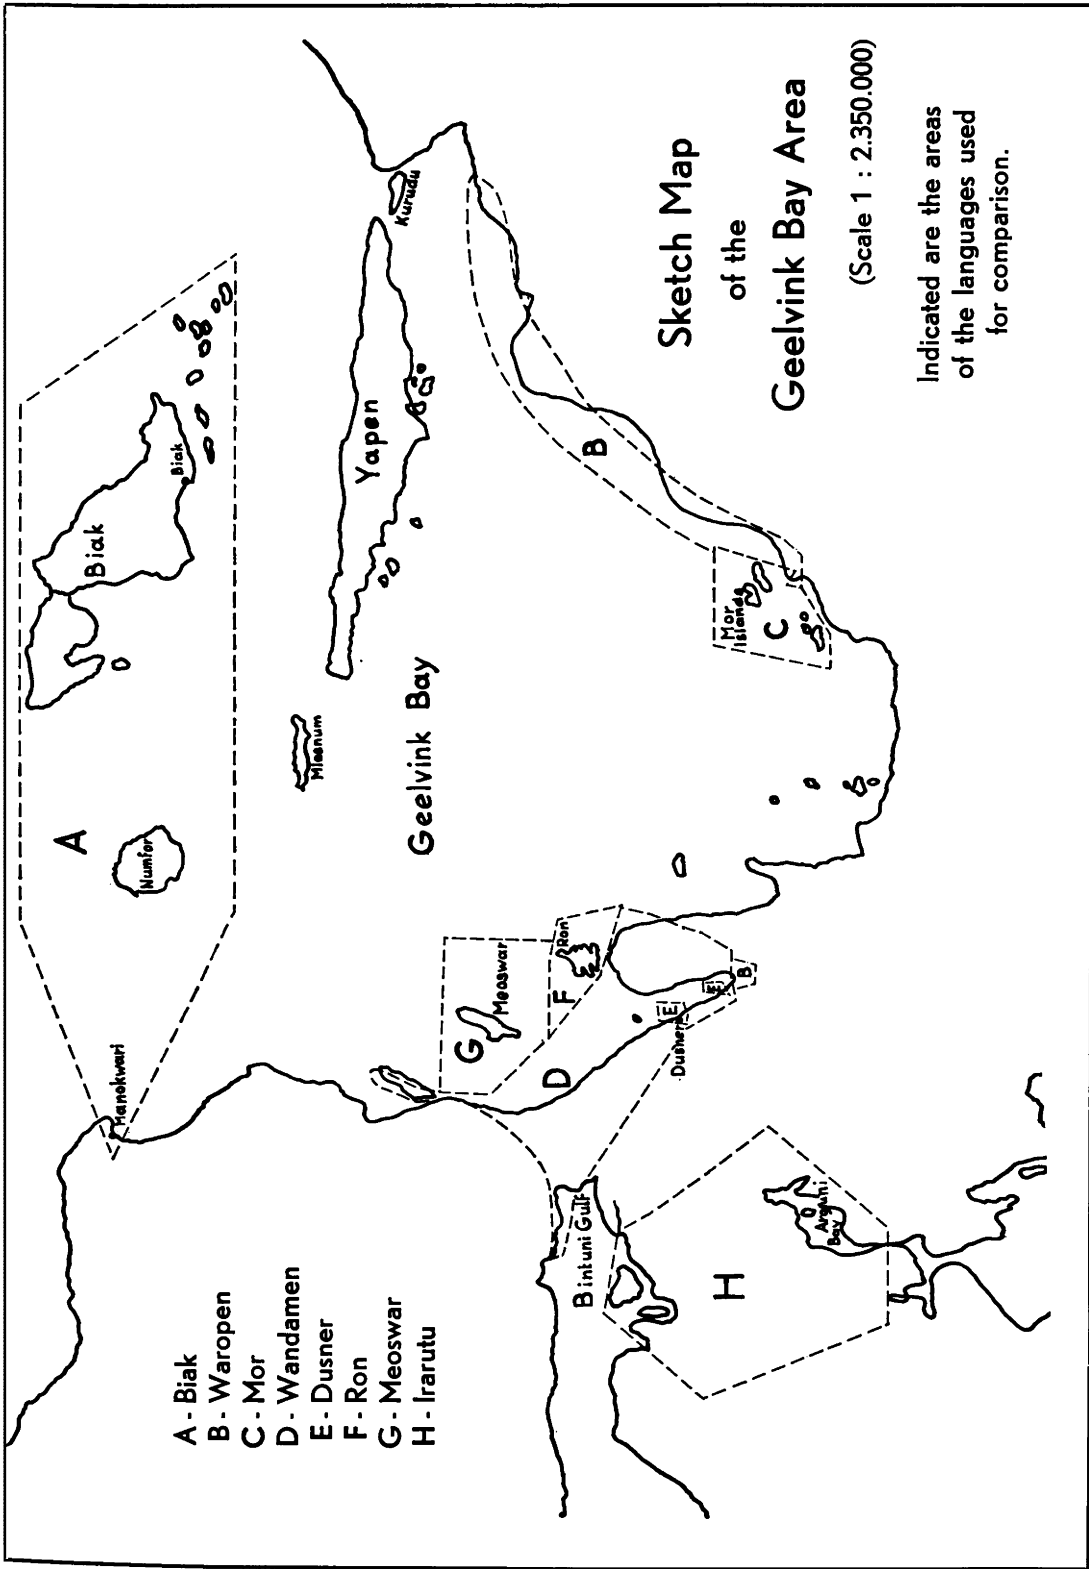 Sketch Map
of the
Geelvink Bay Area
(Scale 1 : 2.350.000)
Indicated are the areas
of the languages used
for comparison.
A - Biak
B - Waropen
C - Mor
D - Wandamen
E - Dusner
F - Ron
G - Meoswar
H - Irarutu
Manokwari
A
Numfor
Biak
Biak
Miosnum
Yapen
Kurudu
Geelvink Bay
G
Meoswar
F
Ron
D
E
E
Dusner
B
B
Mor
Islands
C
Bintuni Gulf
H
Arguni
Bay